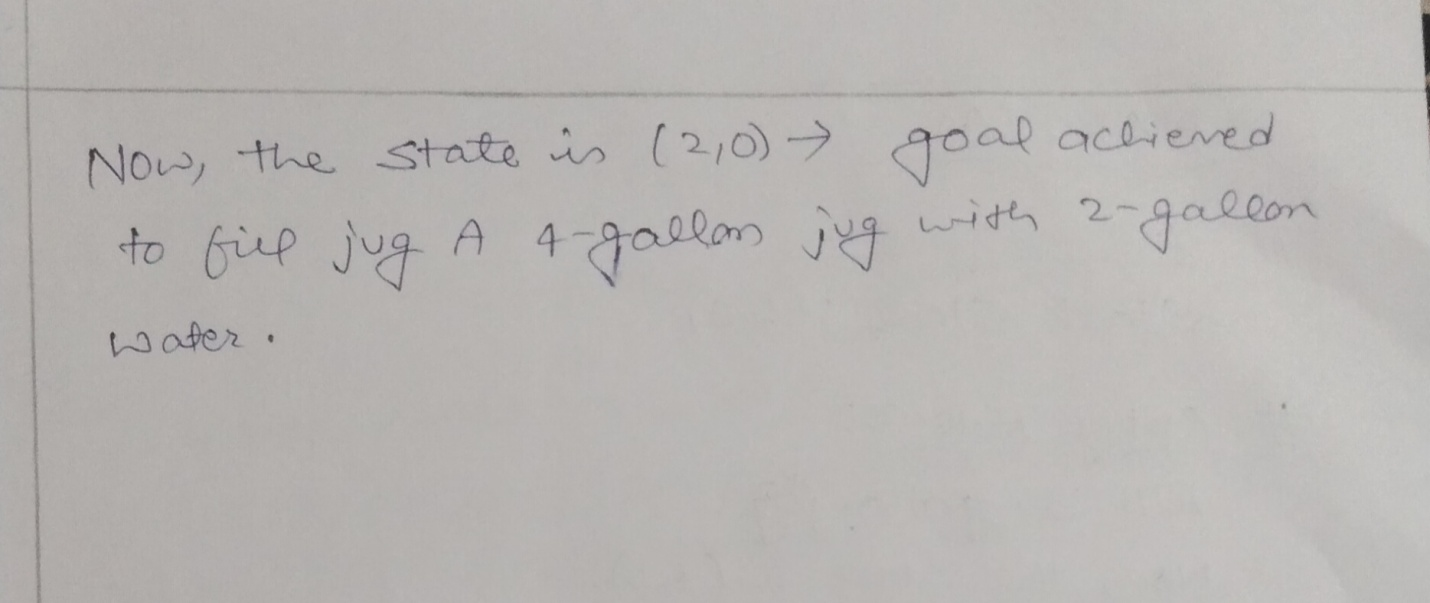 Now, the state is (2,0) → goal achieved
to fill jug A 4-gallon jug with 2-gallon
water.